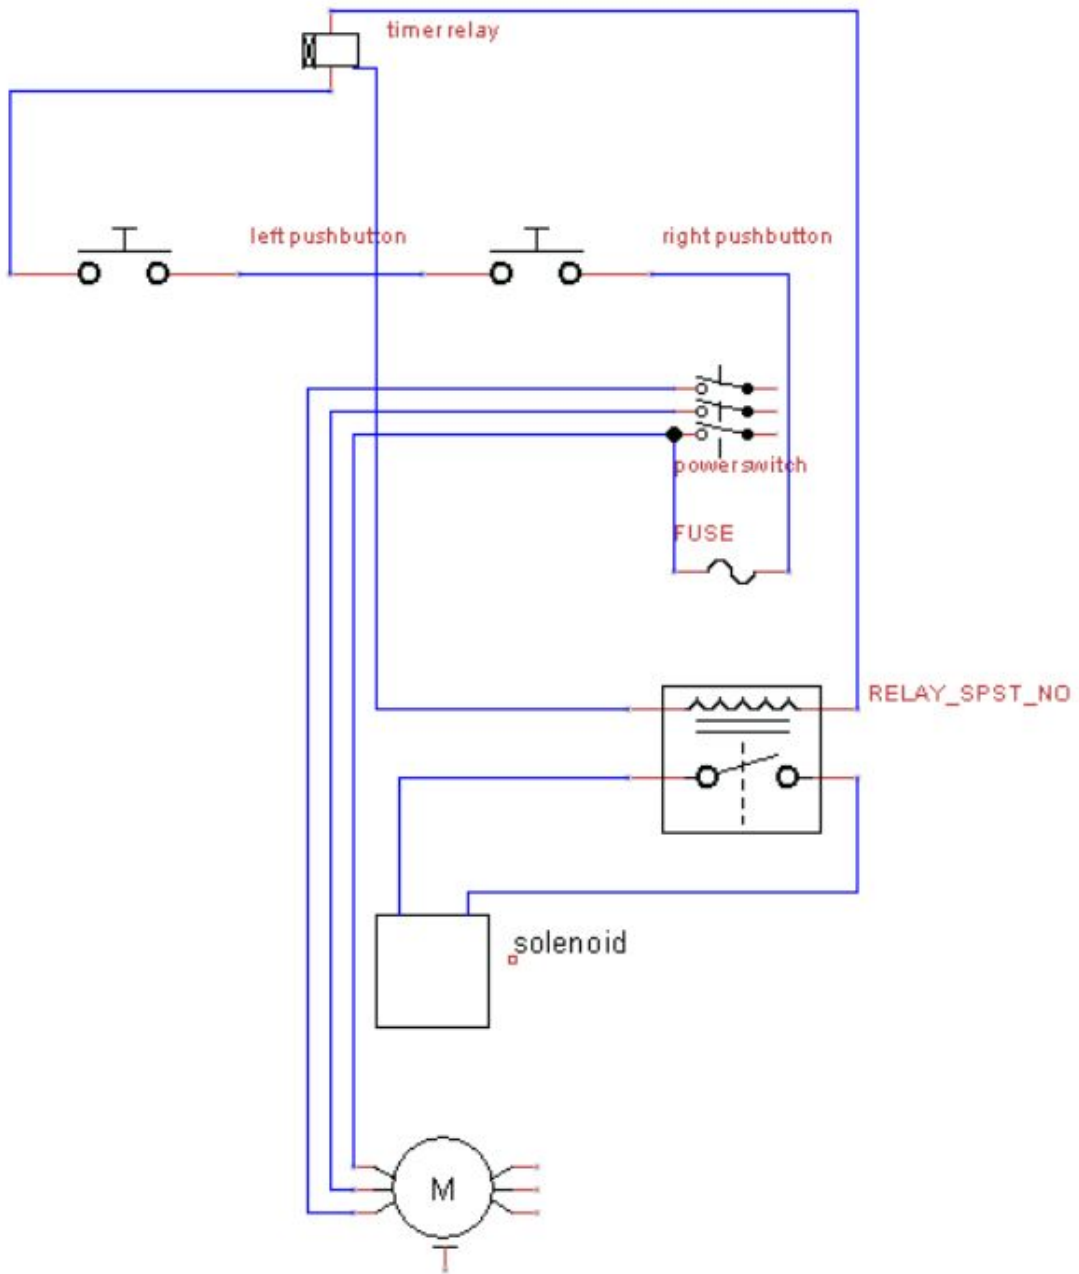 timer relay
left pushbutton
right pushbutton
power switch
FUSE
RELAY_SPST_NO
solenoid
M